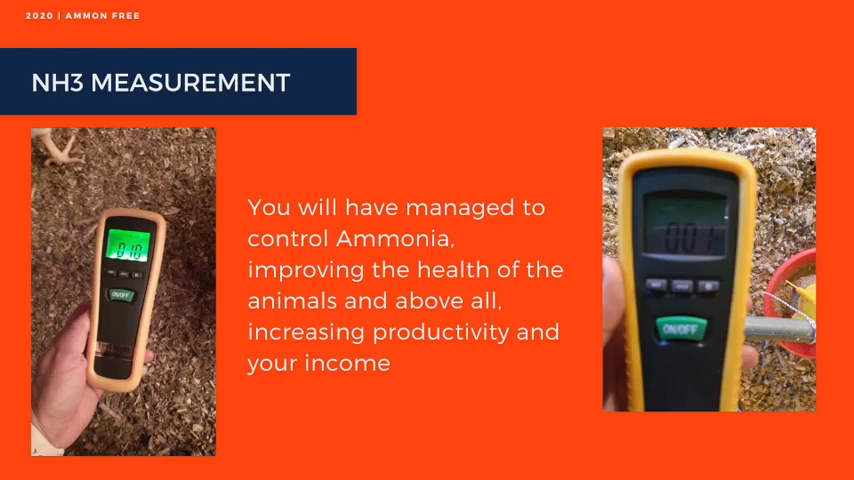 2020 | AMMON FREE
NH3 MEASUREMENT
010
ON/OFF
You will have managed to
control Ammonia,
improving the health of the
animals and above all,
increasing productivity and
your income
001
ON/OFF